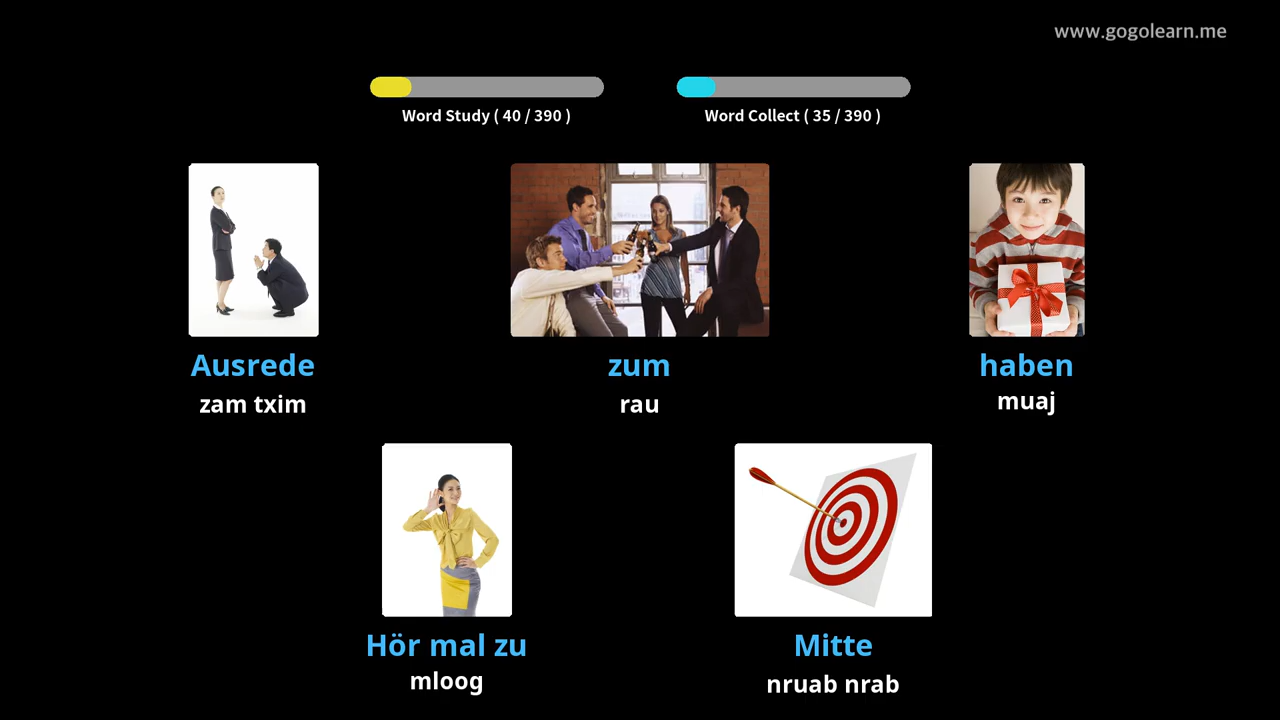 www.gogolearn.me
Word Study ( 40 / 390 )
Word Collect ( 35 / 390 )
Ausrede
zam txim
zum
rau
haben
muaj
Hör mal zu
mloog
Mitte
nruab nrab